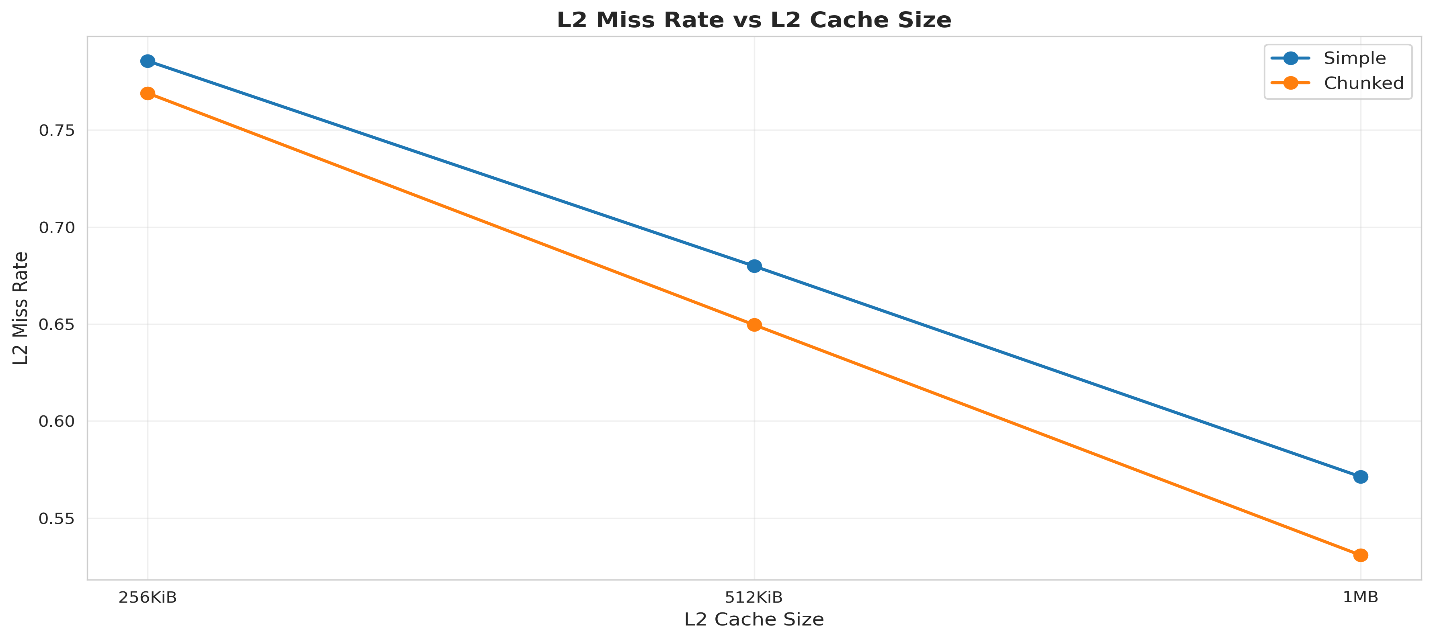 L2 Miss Rate vs L2 Cache Size
Simple
Chunked
L2 Miss Rate
0.75
0.70
0.65
0.60
0.55
256KiB 512KiB 1MB
L2 Cache Size